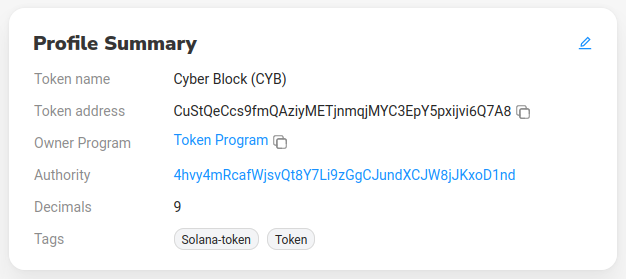 Profile Summary
Token name Cyber Block (CYB)
Token address CuStQeCcs9fmQAziyMETjnmqjMYC3EpY5pxijvi6Q7A8
Owner Program Token Program
Authority 4hvy4mRcafWjsvQt8Y7Li9zGgCJundXCJW8jJKxoD1nd
Decimals 9
Tags Solana-token Token